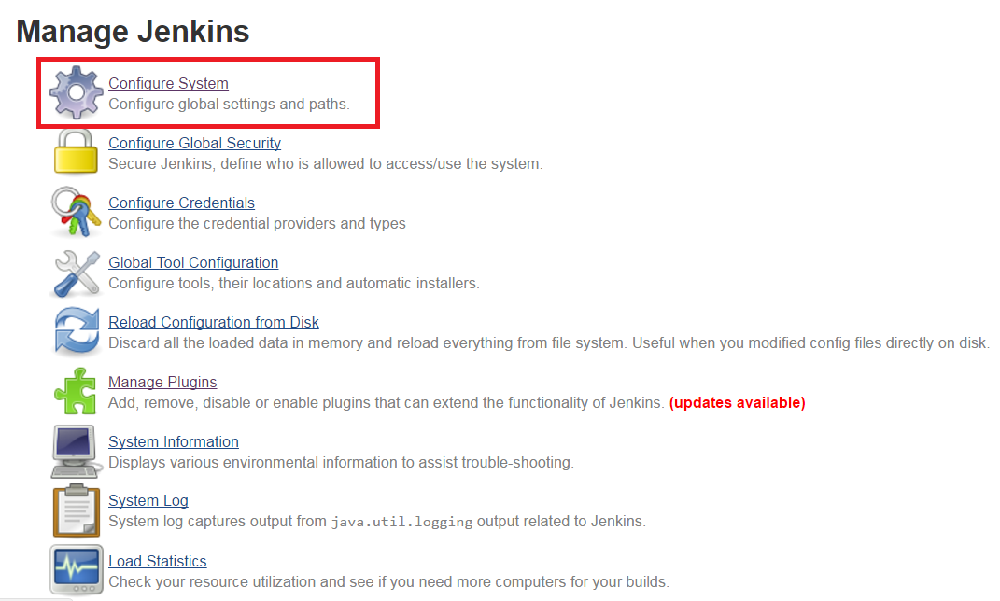 Manage Jenkins
Configure System
Configure global settings and paths.
Configure Global Security
Secure Jenkins; define who is allowed to access/use the system.
Configure Credentials
Configure the credential providers and types
Global Tool Configuration
Configure tools, their locations and automatic installers.
Reload Configuration from Disk
Discard all the loaded data in memory and reload everything from file system. Useful when you modified config files directly on disk.
Manage Plugins
Add, remove, disable or enable plugins that can extend the functionality of Jenkins. (updates available)
System Information
Displays various environmental information to assist trouble-shooting.
System Log
System log captures output from java.util.logging output related to Jenkins.
Load Statistics
Check your resource utilization and see if you need more computers for your builds.